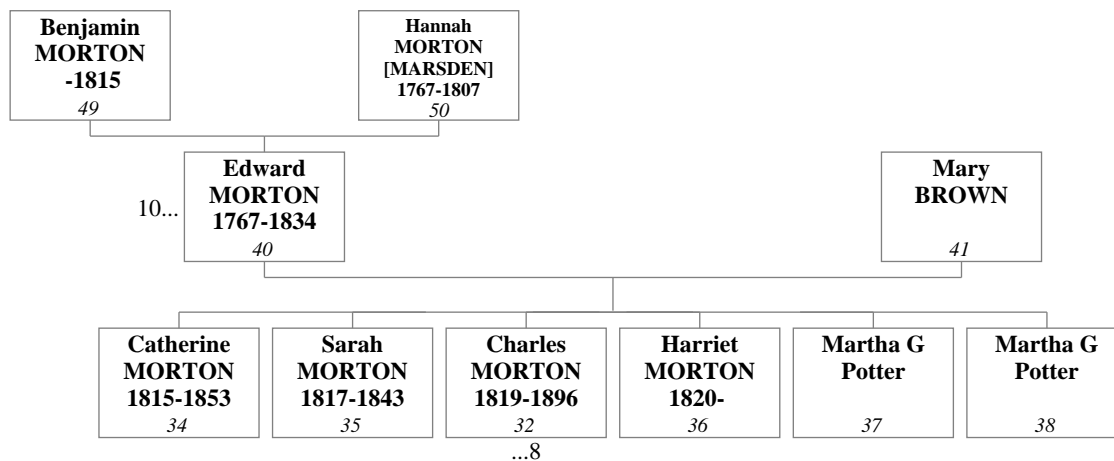 Benjamin
MORTON
-1815
49
Hannah
MORTON
[MARSDEN]
1767-1807
50
10...
Edward
MORTON
1767-1834
40
Mary
BROWN
41
Catherine
MORTON
1815-1853
34
Sarah
MORTON
1817-1843
35
Charles
MORTON
1819-1896
32
...8
Harriet
MORTON
1820-
36
Martha G
Potter
37
Martha G
Potter
38